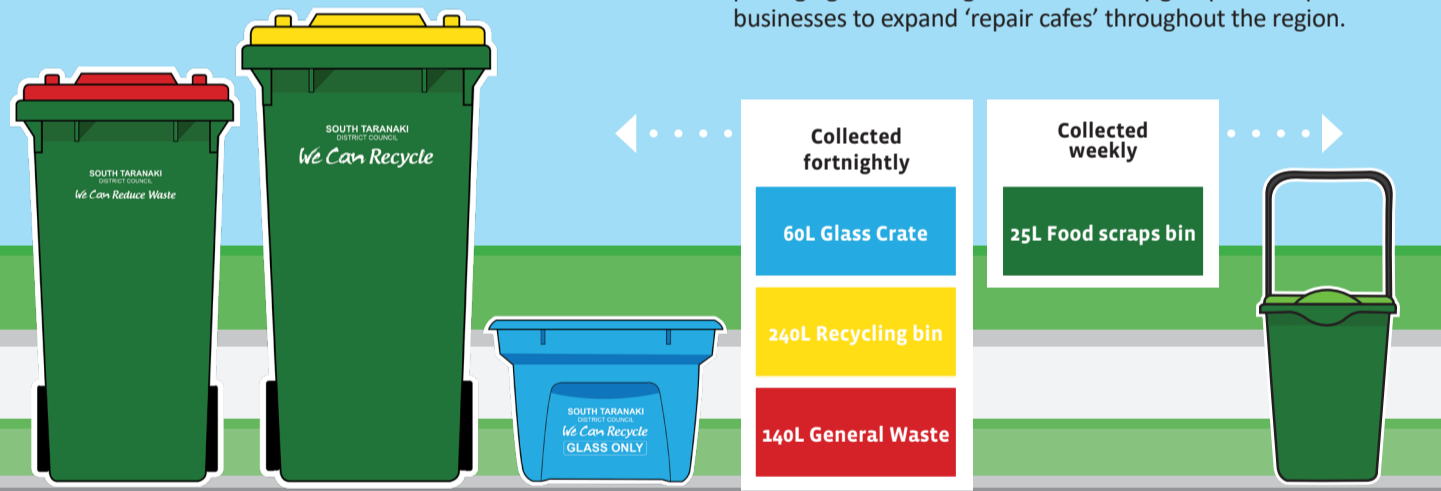 businesses to expand ‘repair cafes’ throughout the region.
SOUTH TARANAKI
DISTRICT COUNCIL
We Can Reduce Waste
SOUTH TARANAKI
DISTRICT COUNCIL
We Can Recycle
SOUTH TARANAKI
DISTRICT COUNCIL
We Can Recycle
GLASS ONLY
Collected
fortnightly
60L Glass Crate
240L Recycling bin
140L General Waste
Collected
weekly
25L Food scraps bin